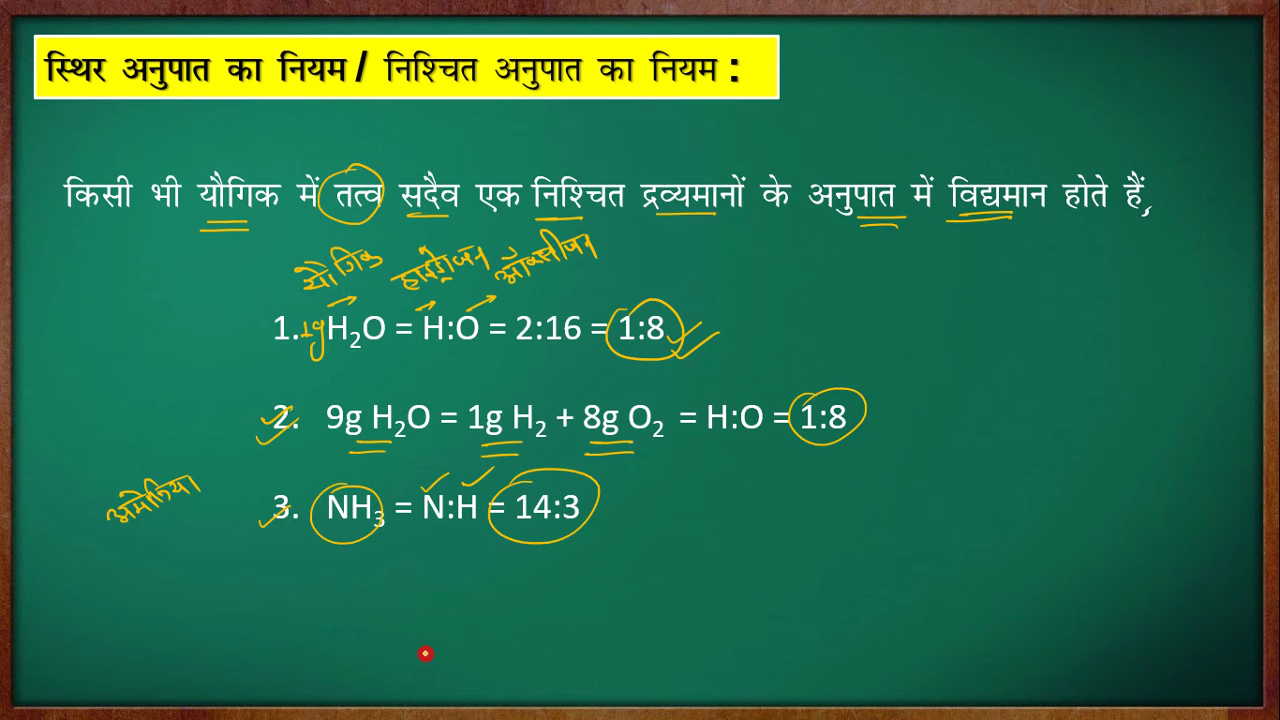 स्थिर अनुपात का नियम / निश्चित अनुपात का नियम :
किसी भी यौगिक में तत्व सदैव एक निश्चित द्रव्यमानों के अनुपात में विद्यमान होते हैं,
यौगिक हाइड्रोजन ऑक्सीजन
1. 1g H₂O = H:O = 2:16 = 1:8
2. 9g H₂O = 1g H₂ + 8g O₂ = H:O = 1:8
अमोनिया
3. NH₃ = N:H = 14:3